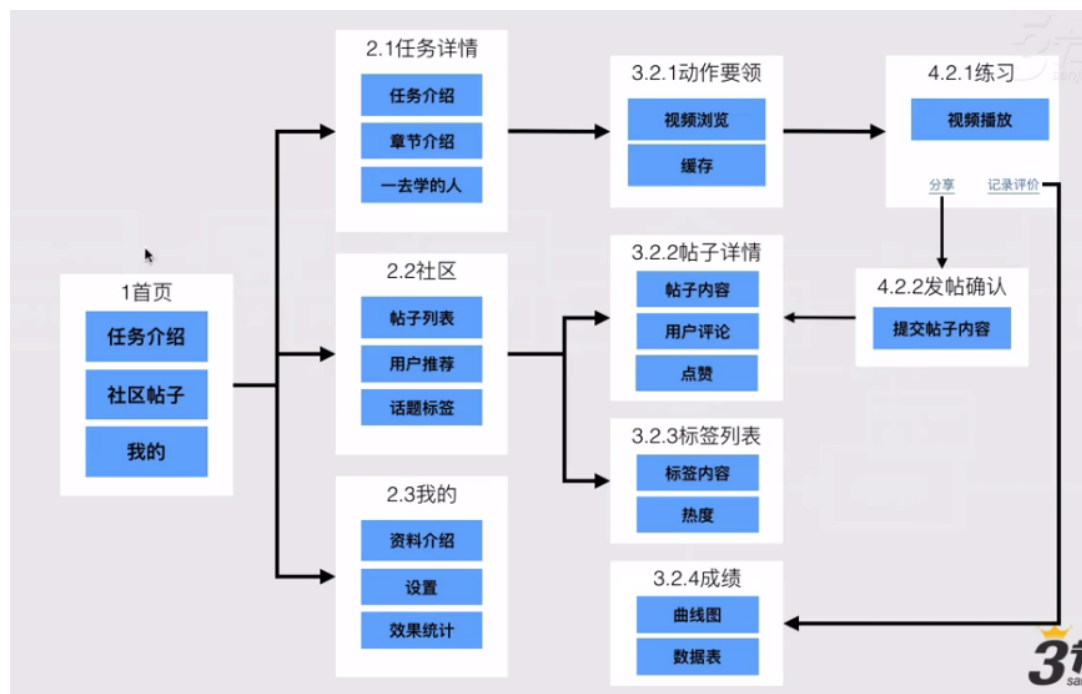 2.1任务详情
任务介绍
章节介绍
一去学的人
3.2.1动作要领
视频浏览
缓存
4.2.1练习
视频播放
分享
记录评价
1首页
任务介绍
社区帖子
我的
2.2社区
帖子列表
用户推荐
话题标签
3.2.2帖子详情
帖子内容
用户评论
点赞
4.2.2发帖确认
提交帖子内容
3.2.3标签列表
标签内容
热度
2.3我的
资料介绍
设置
效果统计
3.2.4成绩
曲线图
数据表